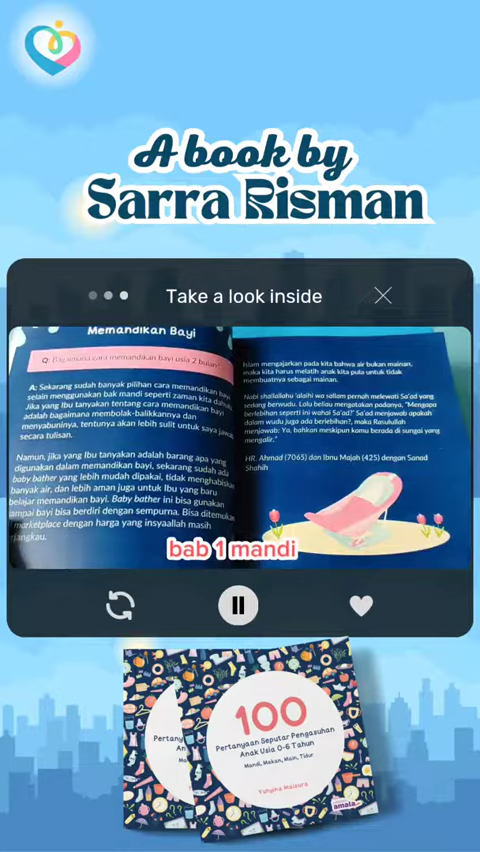 A book by
Sarra Risman
Take a look inside
Memandikan Bayi
Q: Bagaimana cara memandikan bayi usia 2 bulan?
A: Sekarang sudah banyak pilihan cara memandikan bayi
selain menggunakan bak mandi seperti zaman kita dahulu.
Jika yang Ibu tanyakan tentang cara memandikan bayi
adalah bagaimana membolak-balikkannya dan
menyabuninya, tentunya akan lebih sulit untuk saya jawab
secara tulisan.
Namun, jika yang Ibu tanyakan adalah barang apa yang
digunakan dalam memandikan bayi, sekarang sudah ada
baby bather yang lebih mudah dipakai, tidak menghabiskan
banyak air, dan lebih aman juga untuk Ibu yang baru
belajar memandikan bayi. Baby bather ini bisa digunakan
sampai bayi bisa berdiri dengan sempurna. Bisa ditemukan
marketplace dengan harga yang insyaallah masih
terjangkau.
Islam mengajarkan pada kita bahwa air bukan mainan,
maka kita harus melatih anak kita pula untuk tidak
membuatnya sebagai mainan.
Nabi shallallahu 'alaihi wa sallam pernah melewati Sa'ad yang
sedang berwudu. Lalu beliau mengatakan padanya, "Mengapa
berlebihan seperti ini wahai Sa'ad?" Sa'ad menjawab apakah
dalam wudu juga ada berlebihan?, maka Rasulullah
menjawab: Ya, bahkan meskipun kamu berada di sungai yang
mengalir."
HR. Ahmad (7065) dan Ibnu Majah (425) dengan Sanad
Shahih
bab 1 mandi
100
Pertanyaan Seputar Pengasuhan
Anak Usia 0-6 Tahun
Mandi, Makan, Main, Tidur
Yuhyina Maisura
amala